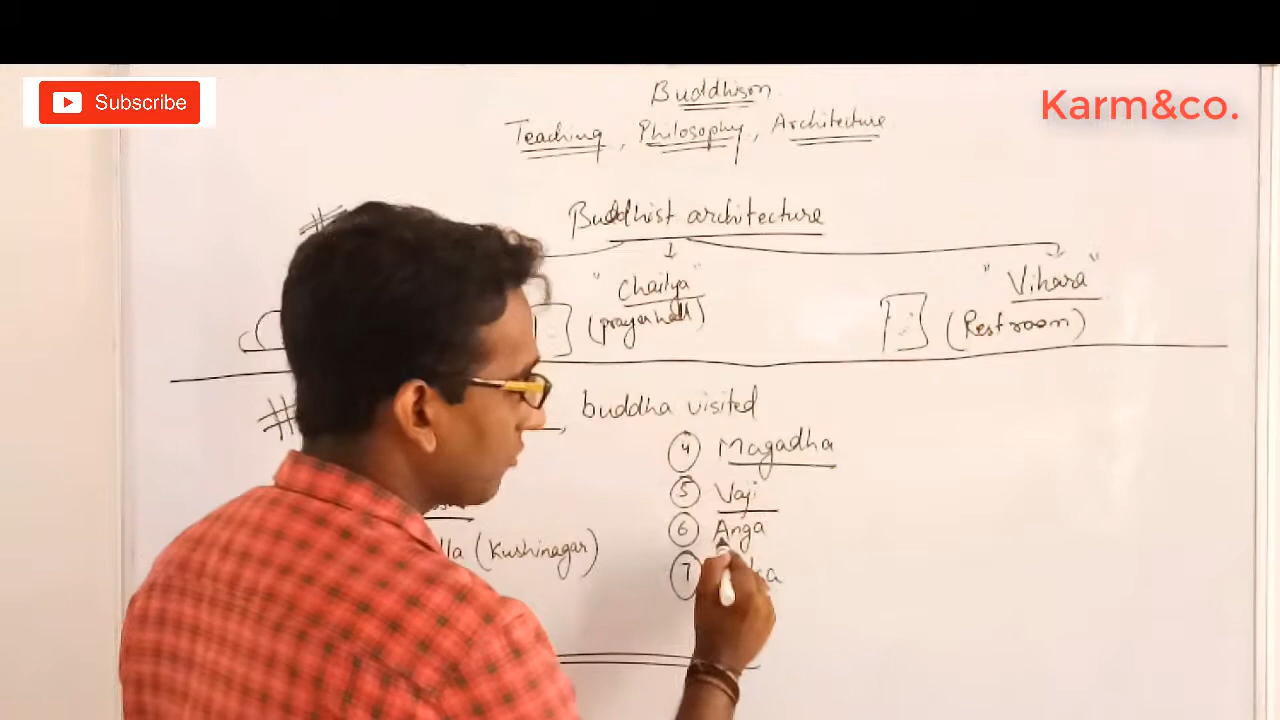 Subscribe
Karm&co.
Buddhism
Teaching, Philosophy, Architecture
#
Buddhist architecture
"Chaitya"
(prayer hall)
"Vihara"
(Rest room)
#
buddha visited
(Kushinagar)
4 Magadha
5 Vaji
6 Anga
7